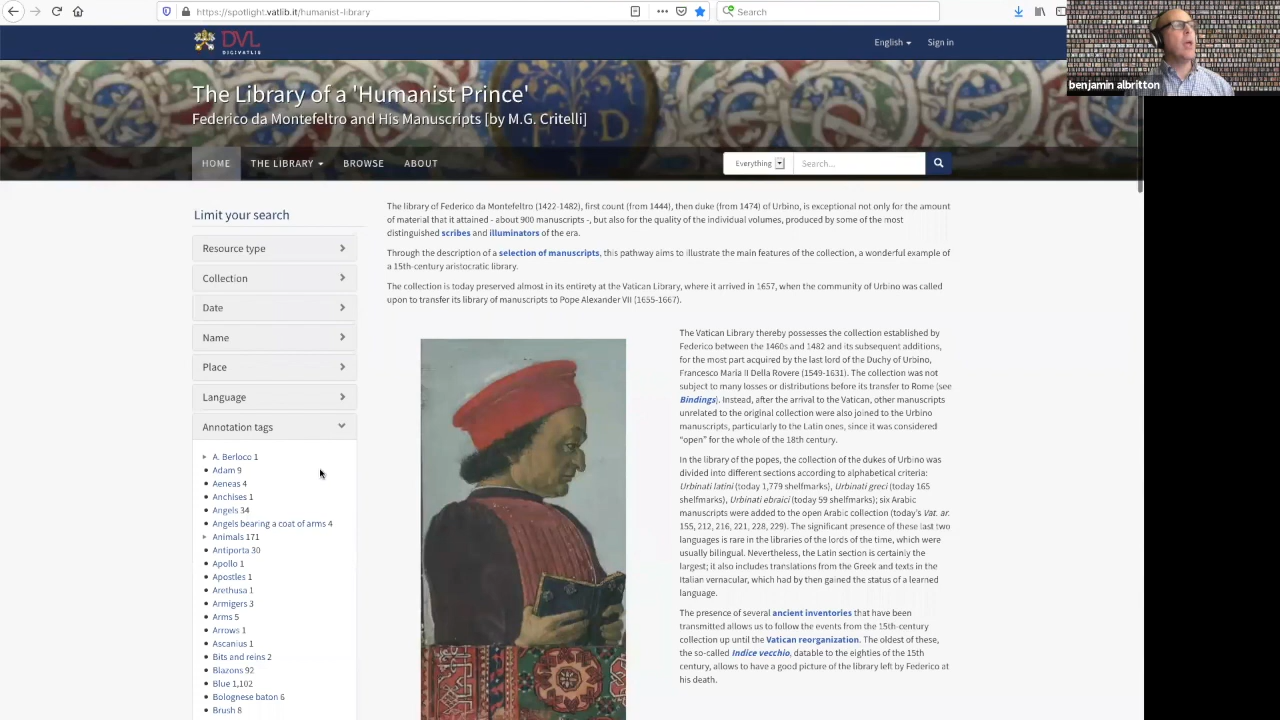 https://spotlight.vatlib.it/humanist-library
Search
DVL
DIGIVATLIB
English
Sign in
benjamin albritton
The Library of a 'Humanist Prince'
Federico da Montefeltro and His Manuscripts [by M.G. Critelli]
HOME
THE LIBRARY
BROWSE
ABOUT
Everything
Search...
Limit your search
Resource type
Collection
Date
Name
Place
Language
Annotation tags
A. Berloco 1
Adam 9
Aeneas 4
Anchises 1
Angels 34
Angels bearing a coat of arms 4
Animals 171
Antiporta 30
Apollo 1
Apostles 1
Arethusa 1
Armigers 3
Arms 5
Arrows 1
Ascanius 1
Bits and reins 2
Blazons 92
Blue 1,102
Bolognese baton 6
Brush 8
The library of Federico da Montefeltro (1422-1482), first count (from 1444), then duke (from 1474) of Urbino, is exceptional not only for the amount
of material that it attained - about 900 manuscripts -, but also for the quality of the individual volumes, produced by some of the most
distinguished scribes and illuminators of the era.
Through the description of a selection of manuscripts, this pathway aims to illustrate the main features of the collection, a wonderful example of
a 15th-century aristocratic library.
The collection is today preserved almost in its entirety at the Vatican Library, where it arrived in 1657, when the community of Urbino was called
upon to transfer its library of manuscripts to Pope Alexander VII (1655-1667).
The Vatican Library thereby possesses the collection established by
Federico between the 1460s and 1482 and its subsequent additions,
for the most part acquired by the last lord of the Duchy of Urbino,
Francesco Maria II Della Rovere (1549-1631). The collection was not
subject to many losses or distributions before its transfer to Rome (see
Bindings). Instead, after the arrival to the Vatican, other manuscripts
unrelated to the original collection were also joined to the Urbino
manuscripts, particularly to the Latin ones, since it was considered
“open” for the whole of the 18th century.
In the library of the popes, the collection of the dukes of Urbino was
divided into different sections according to alphabetical criteria:
Urbinati latini (today 1,779 shelfmarks), Urbinati greci (today 165
shelfmarks), Urbinati ebraici (today 59 shelfmarks); six Arabic
manuscripts were added to the open Arabic collection (today's Vat. ar.
155, 212, 216, 221, 228, 229). The significant presence of these last two
languages is rare in the libraries of the lords of the time, which were
usually bilingual. Nevertheless, the Latin section is certainly the
largest; it also includes translations from the Greek and texts in the
Italian vernacular, which had by then gained the status of a learned
language.
The presence of several ancient inventories that have been
transmitted allows us to follow the events from the 15th-century
collection up until the Vatican reorganization. The oldest of these,
the so-called Indice vecchio, datable to the eighties of the 15th
century, allows to have a good picture of the library left by Federico at
his death.